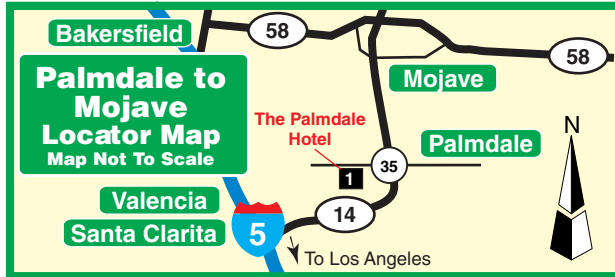 Bakersfield
58
58
Palmdale to
Mojave
Locator Map
Map Not To Scale
Mojave
The Palmdale
Hotel
35
Palmdale
N
1
Valencia
14
Santa Clarita
5
To Los Angeles